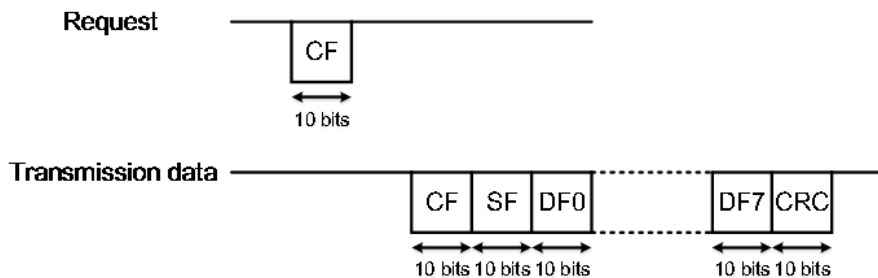 Request
CF
10 bits
Transmission data
CF SF DF0 DF7 CRC
10 bits 10 bits 10 bits 10 bits 10 bits